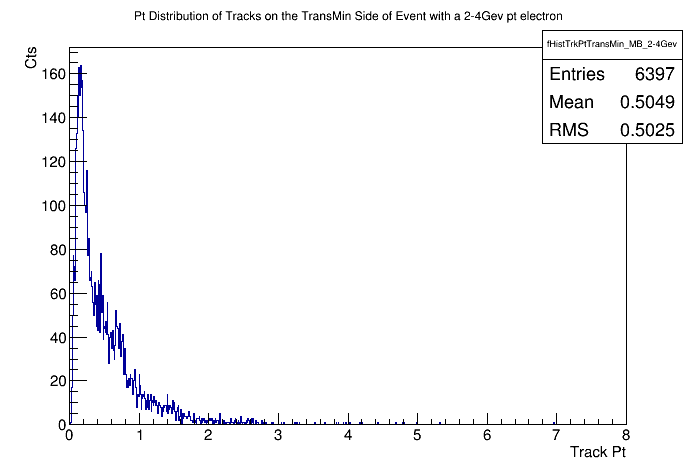 Pt Distribution of Tracks on the TransMin Side of Event with a 2-4Gev pt electron
fHistTrkPtTransMin_MB_2-4Gev
Entries 6397
Mean 0.5049
RMS 0.5025
Cts
160
140
120
100
80
60
40
20
0
0 1 2 3 4 5 6 7 8
Track Pt